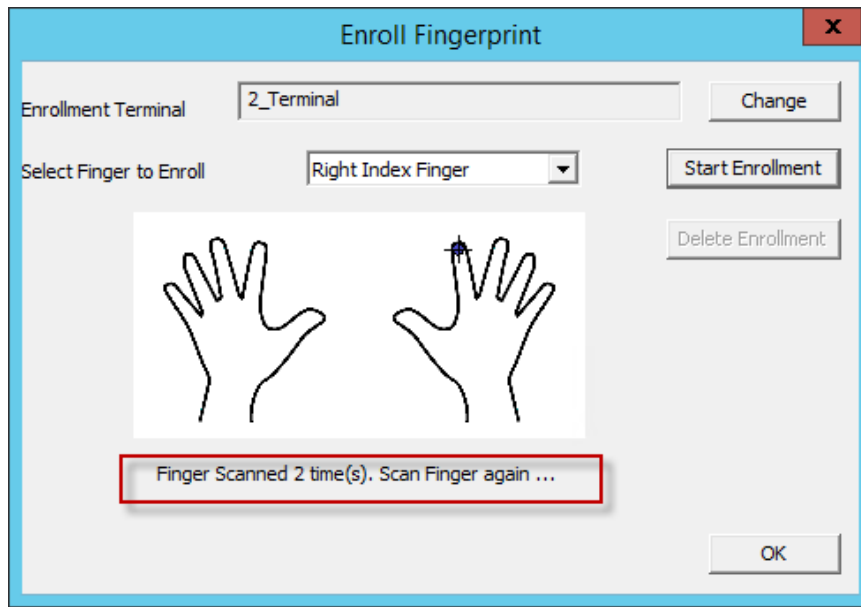 Enroll Fingerprint
x
Enrollment Terminal
2_Terminal
Change
Select Finger to Enroll
Right Index Finger
Start Enrollment
Delete Enrollment
Finger Scanned 2 time(s). Scan Finger again ...
OK